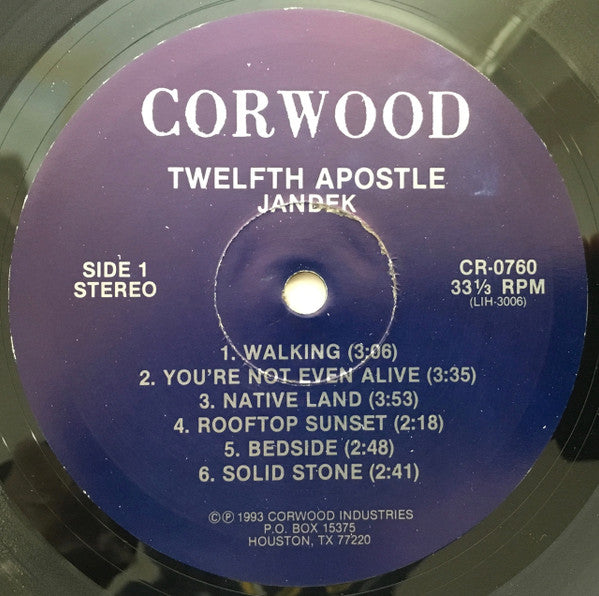 CORWOOD
TWELFTH APOSTLE
JANDEK
SIDE 1
STEREO
CR-0760
33 1/3 RPM
(LIH-3006)
1. WALKING (3:06)
2. YOU'RE NOT EVEN ALIVE (3:35)
3. NATIVE LAND (3:53)
4. ROOFTOP SUNSET (2:18)
5. BEDSIDE (2:48)
6. SOLID STONE (2:41)
©℗ 1993 CORWOOD INDUSTRIES
P.O. BOX 15375
HOUSTON, TX 77220